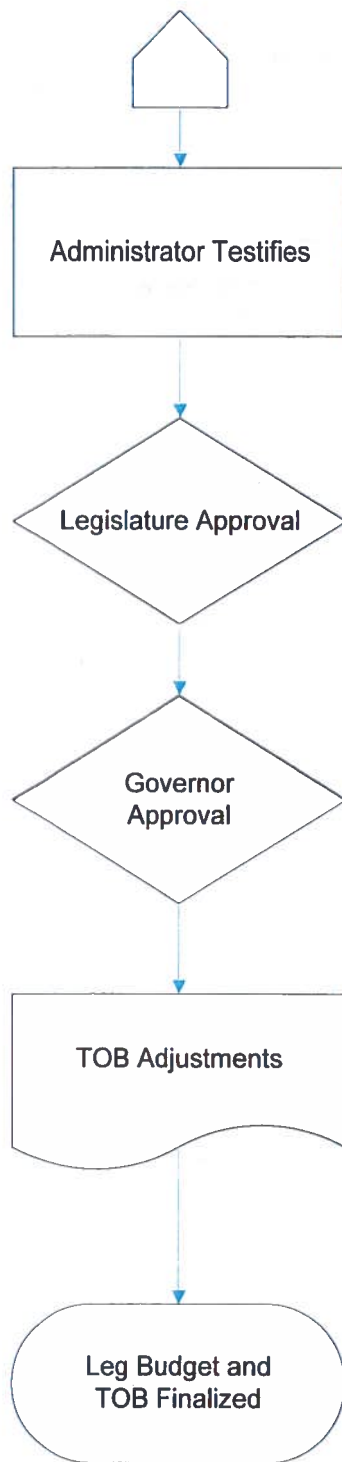 Administrator Testifies
Legislature Approval
Governor
Approval
TOB Adjustments
Leg Budget and
TOB Finalized